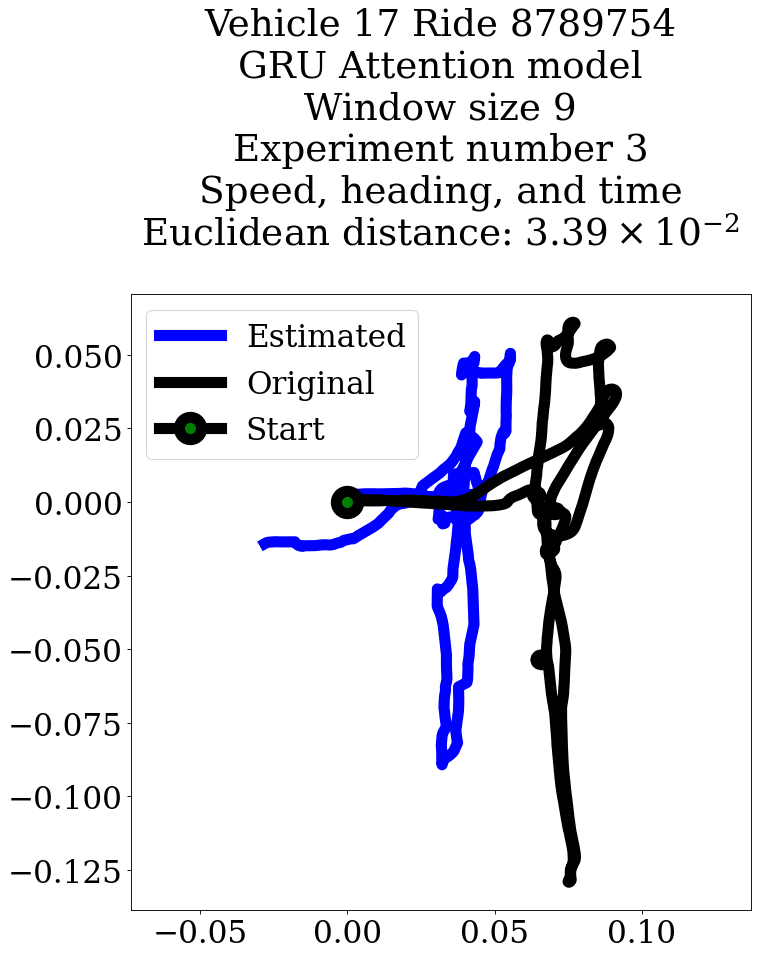 Vehicle 17 Ride 8789754
GRU Attention model
Window size 9
Experiment number 3
Speed, heading, and time
Euclidean distance: 3.39 × 10⁻²
Estimated
Original
Start
0.050
0.025
0.000
−0.025
−0.050
−0.075
−0.100
−0.125
−0.05 0.00 0.05 0.10